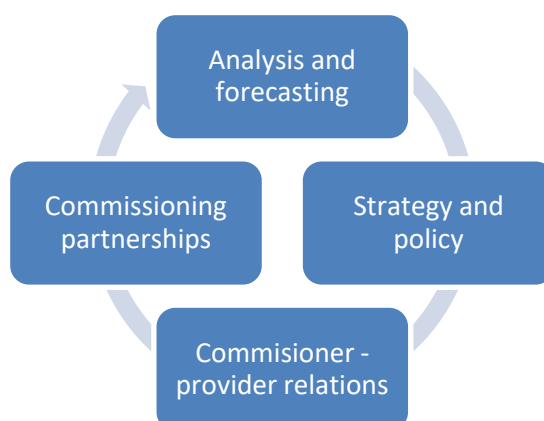 Analysis and
forecasting
Strategy and
policy
Commisioner -
provider relations
Commissioning
partnerships